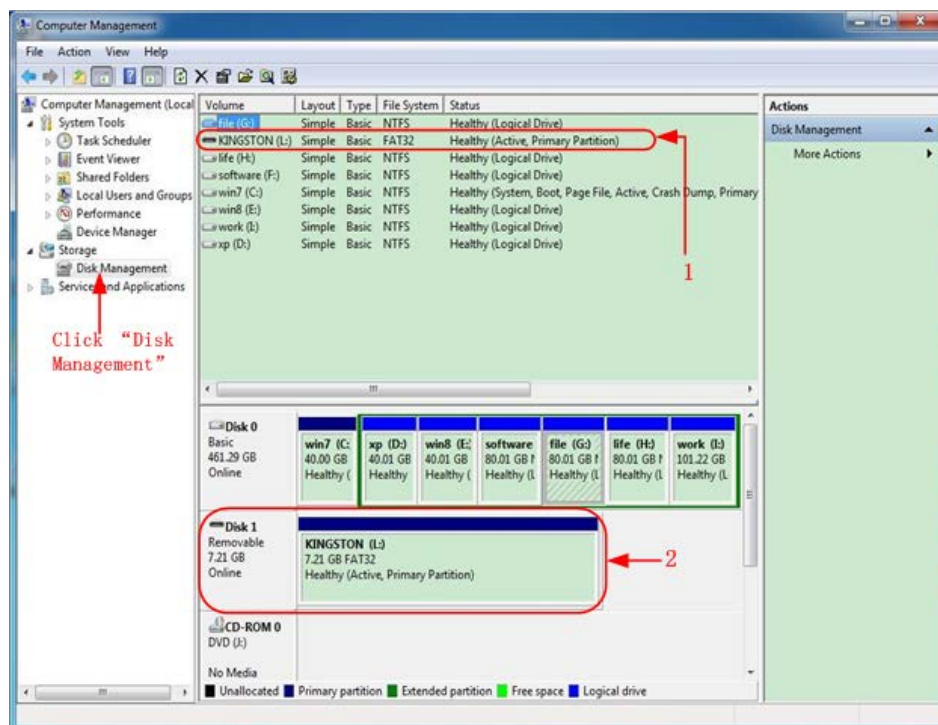 Computer Management
File Action View Help
Computer Management (Local
System Tools
Task Scheduler
Event Viewer
Shared Folders
Local Users and Groups
Performance
Device Manager
Storage
Disk Management
Services and Applications
Click “Disk
Management”
Volume Layout Type File System Status
file (G:) Simple Basic NTFS Healthy (Logical Drive)
KINGSTON (L:) Simple Basic FAT32 Healthy (Active, Primary Partition)
life (H:) Simple Basic NTFS Healthy (Logical Drive)
software (F:) Simple Basic NTFS Healthy (Logical Drive)
win7 (C:) Simple Basic NTFS Healthy (System, Boot, Page File, Active, Crash Dump, Primary
win8 (E:) Simple Basic NTFS Healthy (Logical Drive)
work (I:) Simple Basic NTFS Healthy (Logical Drive)
xp (D:) Simple Basic NTFS Healthy (Logical Drive)
1
Actions
Disk Management
More Actions
Disk 0
Basic
461.29 GB
Online
win7 (C:
40.00 GB
Healthy (
xp (D:)
40.01 GB
Healthy
win8 (E:
40.01 GB
Healthy (
software
80.01 GB N
Healthy (L
file (G:)
80.01 GB N
Healthy (L
life (H:)
80.01 GB N
Healthy (L
work (I:)
101.22 GB
Healthy (L
Disk 1
Removable
7.21 GB
Online
KINGSTON (L:)
7.21 GB FAT32
Healthy (Active, Primary Partition)
2
CD-ROM 0
DVD (J:)
No Media
Unallocated Primary partition Extended partition Free space Logical drive